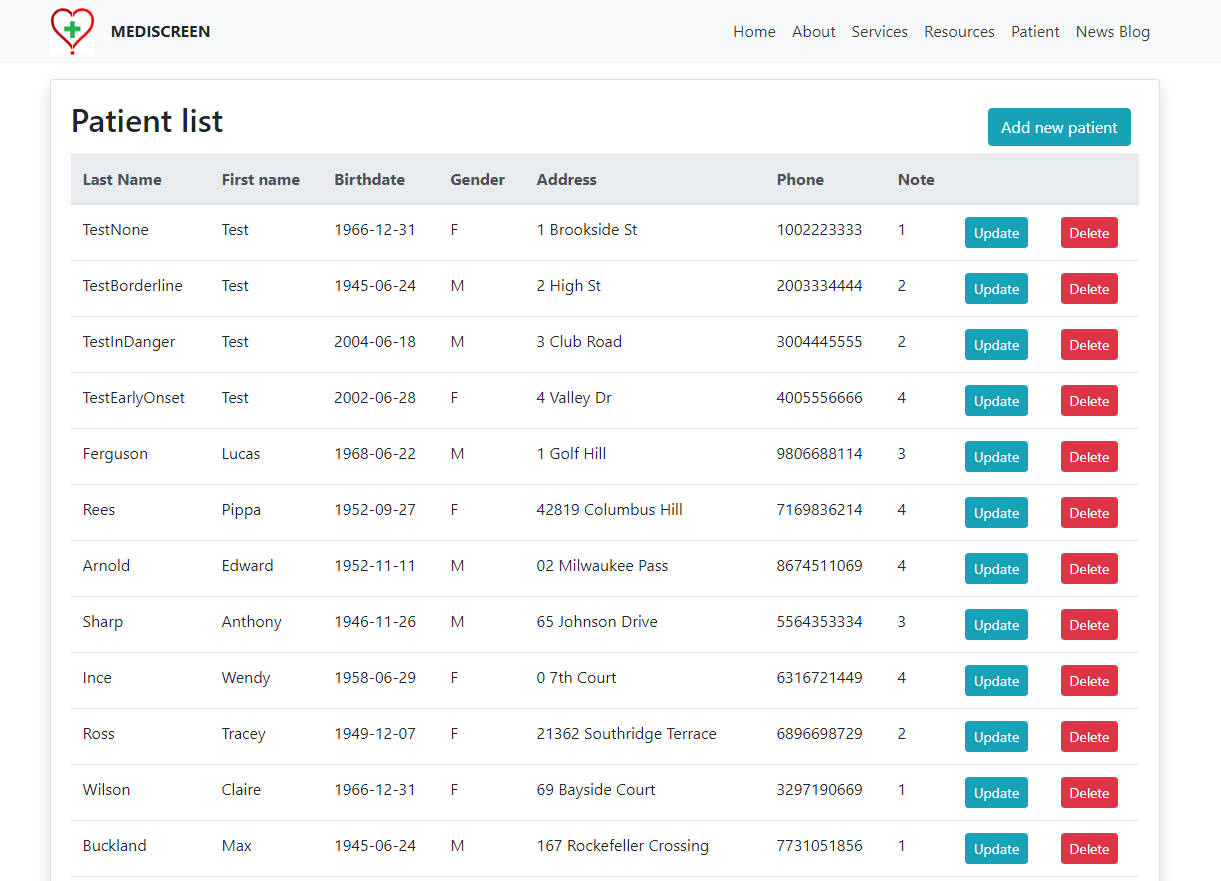 MEDISCREEN Home About Services Resources Patient News Blog
Patient list
Add new patient
Last Name First name Birthdate Gender Address Phone Note
TestNone Test 1966-12-31 F 1 Brookside St 1002223333 1 Update Delete
TestBorderline Test 1945-06-24 M 2 High St 2003334444 2 Update Delete
TestInDanger Test 2004-06-18 M 3 Club Road 3004445555 2 Update Delete
TestEarlyOnset Test 2002-06-28 F 4 Valley Dr 4005556666 4 Update Delete
Ferguson Lucas 1968-06-22 M 1 Golf Hill 9806688114 3 Update Delete
Rees Pippa 1952-09-27 F 42819 Columbus Hill 7169836214 4 Update Delete
Arnold Edward 1952-11-11 M 02 Milwaukee Pass 8674511069 4 Update Delete
Sharp Anthony 1946-11-26 M 65 Johnson Drive 5564353334 3 Update Delete
Ince Wendy 1958-06-29 F 0 7th Court 6316721449 4 Update Delete
Ross Tracey 1949-12-07 F 21362 Southridge Terrace 6896698729 2 Update Delete
Wilson Claire 1966-12-31 F 69 Bayside Court 3297190669 1 Update Delete
Buckland Max 1945-06-24 M 167 Rockefeller Crossing 7731051856 1 Update Delete